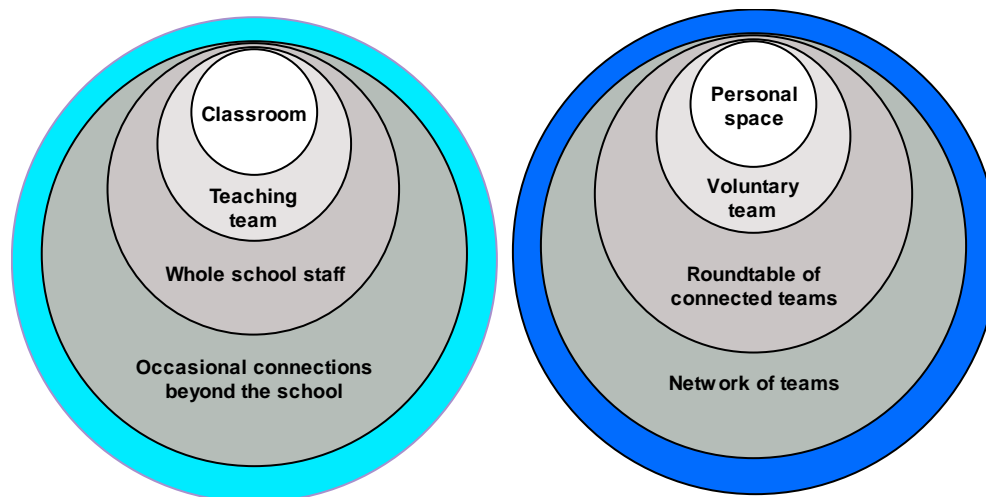 Classroom
Teaching
team
Whole school staff
Occasional connections
beyond the school
Personal
space
Voluntary
team
Roundtable of
connected teams
Network of teams